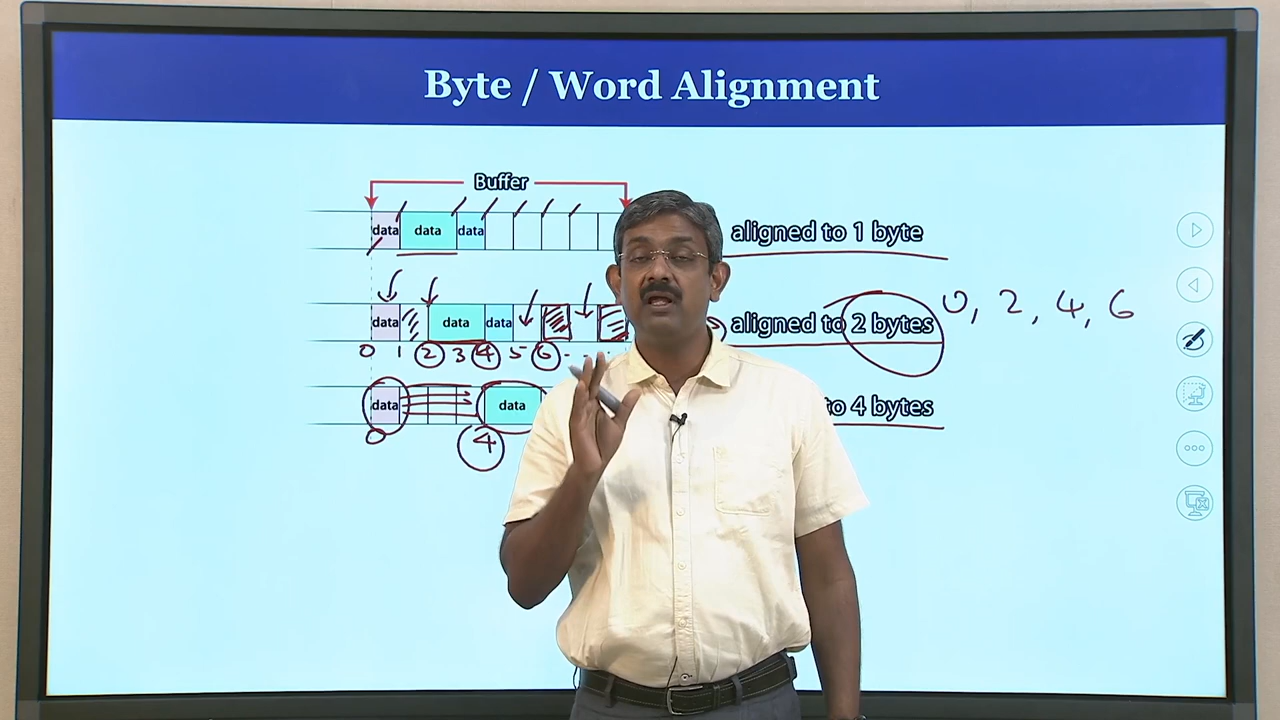 Byte / Word Alignment
Buffer
data data data aligned to 1 byte
data data data aligned to 2 bytes 0, 2, 4, 6
0 1 2 3 4 5 6
data data to 4 bytes
0 4